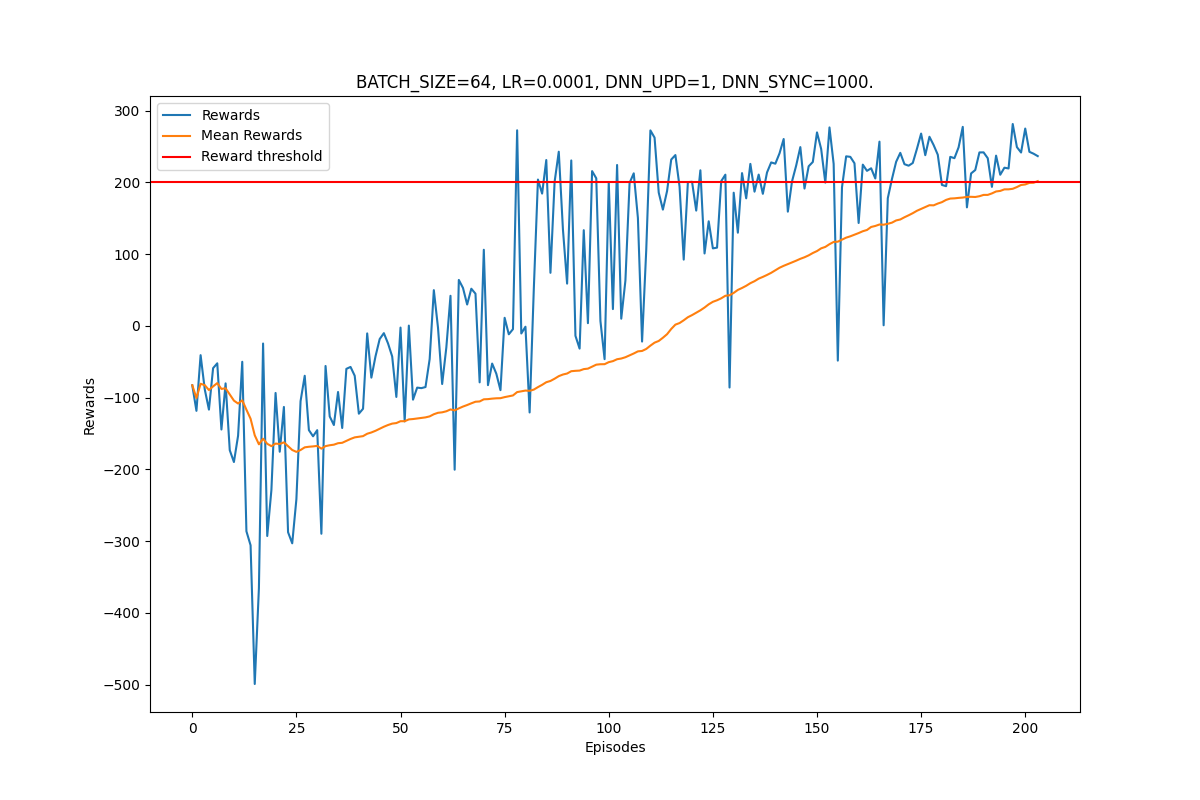 BATCH_SIZE=64, LR=0.0001, DNN_UPD=1, DNN_SYNC=1000.
Rewards
Mean Rewards
Reward threshold
Rewards
300
200
100
0
−100
−200
−300
−400
−500
0 25 50 75 100 125 150 175 200
Episodes